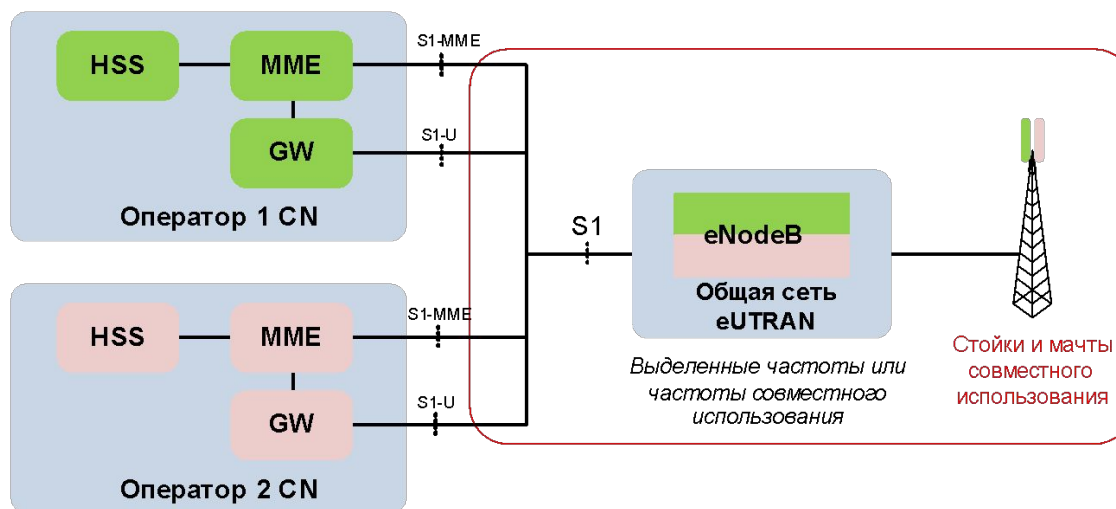 HSS
MME
S1-MME
GW
S1-U
Оператор 1 CN
HSS
MME
S1-MME
GW
S1-U
Оператор 2 CN
S1
eNodeB
Общая сеть
eUTRAN
Выделенные частоты или
частоты совместного
использования
Стойки и мачты
совместного
использования